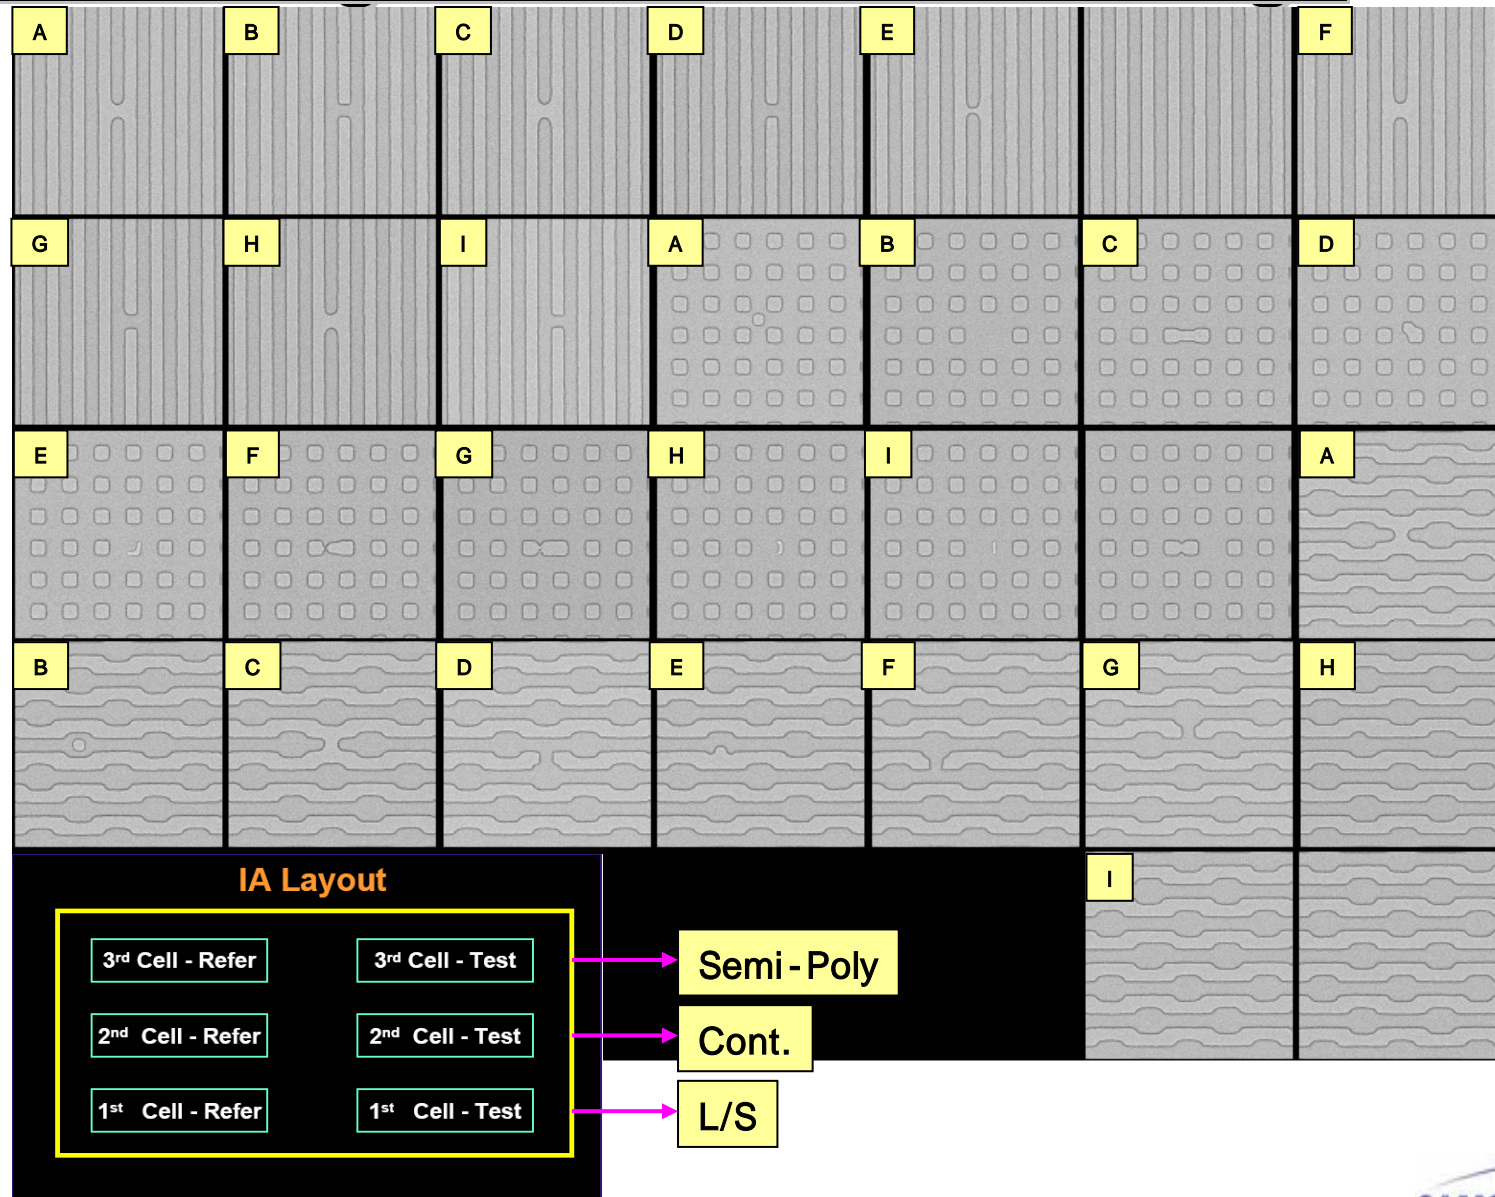 A B C D E F
G H I A B C D
E F G H I A
B C D E F G H
I
IA Layout
3rd Cell - Refer 3rd Cell - Test Semi-Poly
2nd Cell - Refer 2nd Cell - Test Cont.
1st Cell - Refer 1st Cell - Test L/S